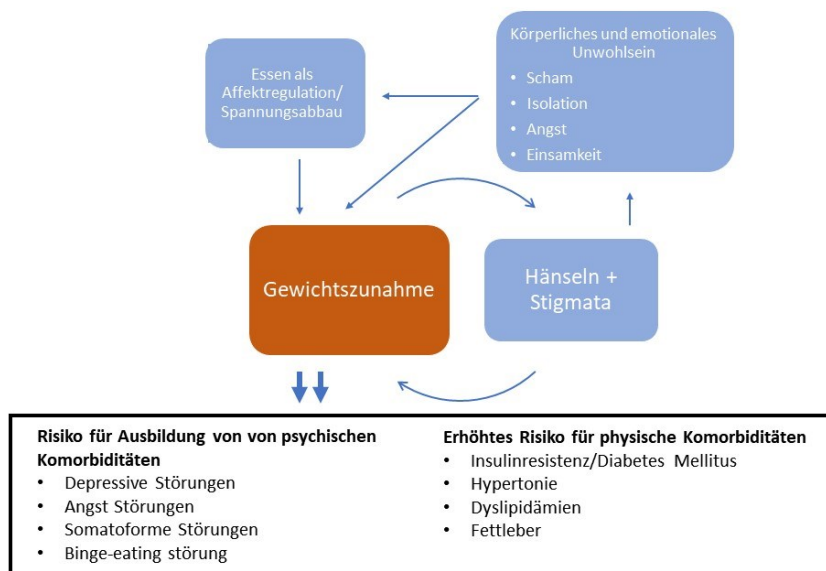 Essen als
Affektregulation/
Spannungsabbau
Körperliches und emotionales
Unwohlsein
• Scham
• Isolation
• Angst
• Einsamkeit
Gewichtszunahme
Hänseln +
Stigmata
Risiko für Ausbildung von von psychischen
Komorbiditäten
• Depressive Störungen
• Angst Störungen
• Somatoforme Störungen
• Binge-eating störung
Erhöhtes Risiko für physische Komorbiditäten
• Insulinresistenz/Diabetes Mellitus
• Hypertonie
• Dyslipidämien
• Fettleber